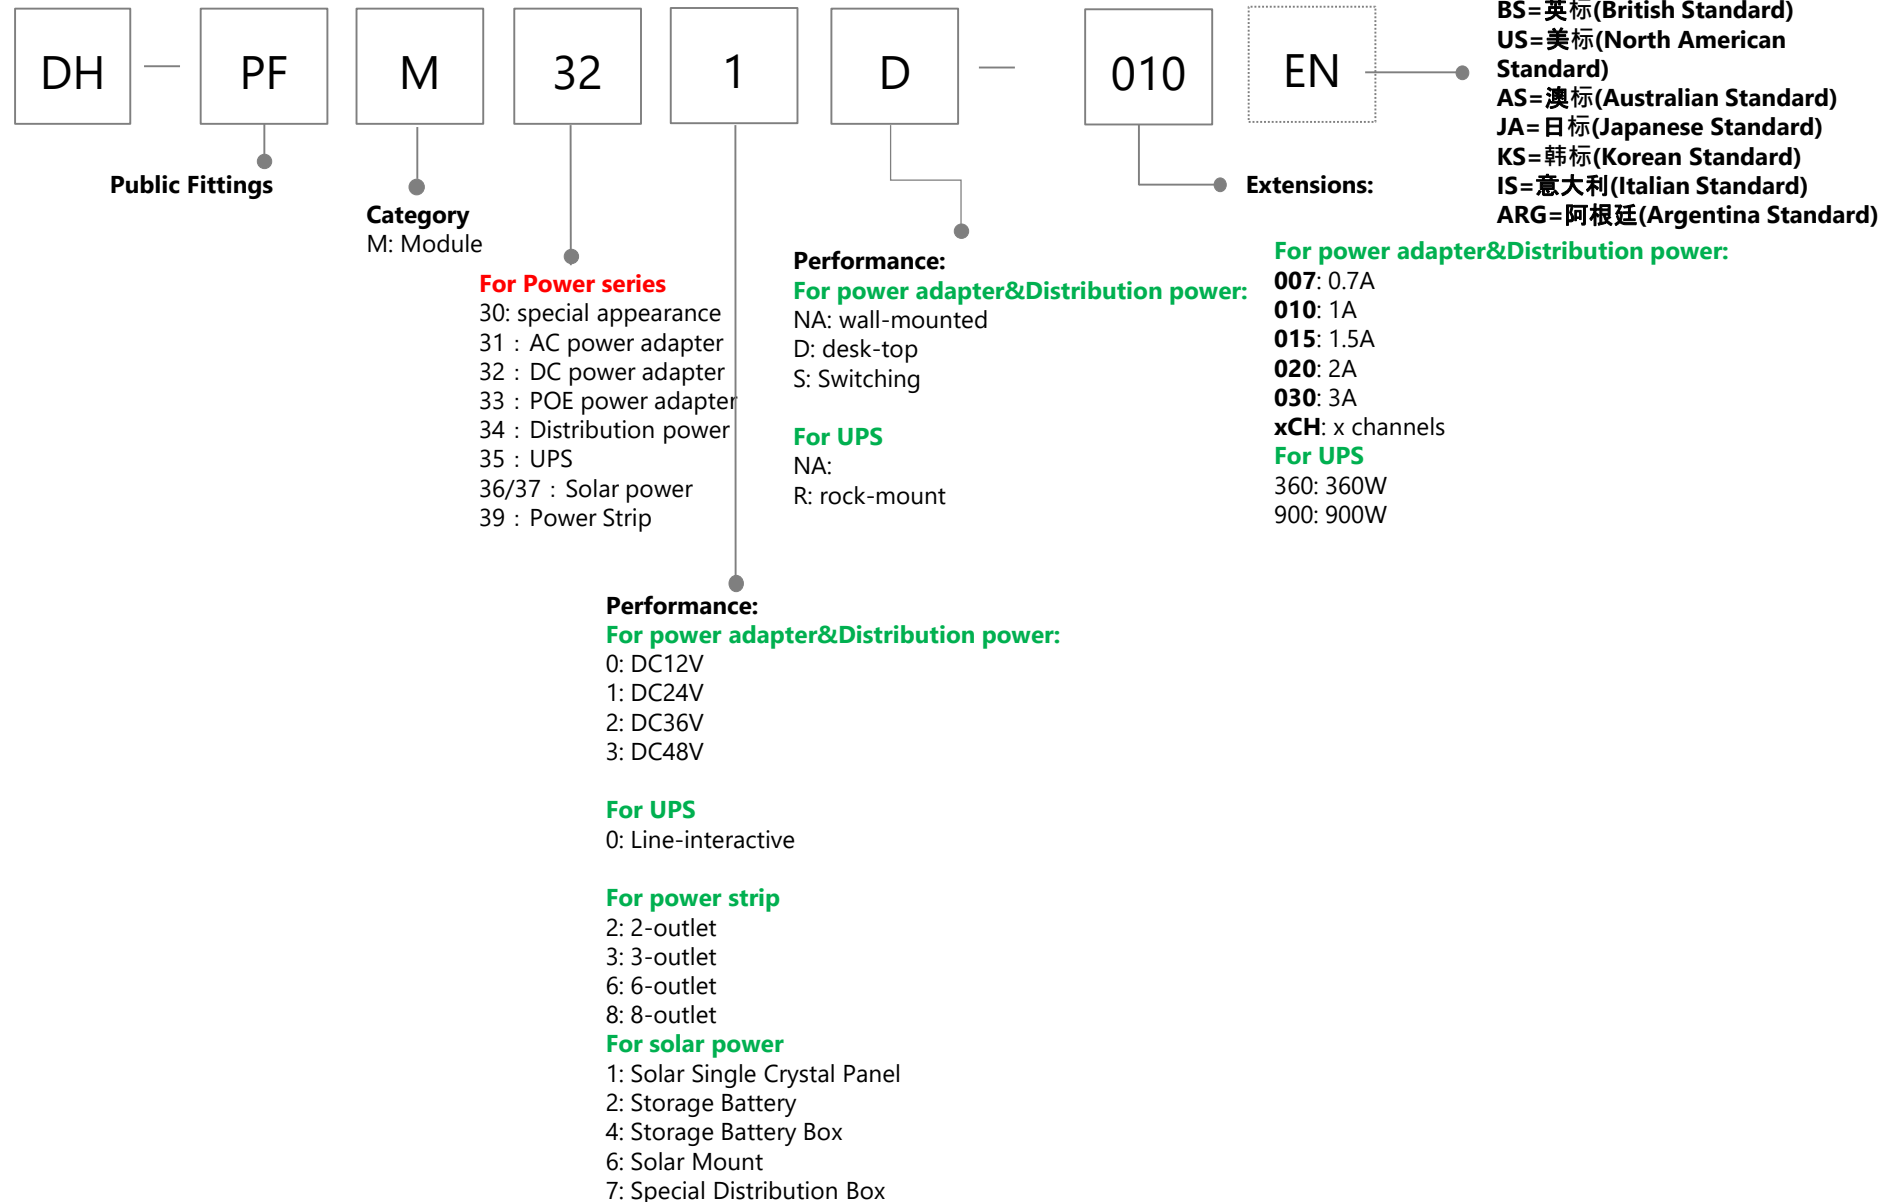 DH — PF M 32 1 D — 010 EN
BS=英标(British Standard)
US=美标(North American
Standard)
AS=澳标(Australian Standard)
JA=日标(Japanese Standard)
KS=韩标(Korean Standard)
IS=意大利(Italian Standard)
ARG=阿根廷(Argentina Standard)
Public Fittings
Category
M: Module
For Power series
30: special appearance
31：AC power adapter
32：DC power adapter
33：POE power adapter
34：Distribution power
35：UPS
36/37：Solar power
39：Power Strip
Performance:
For power adapter&Distribution power:
0: DC12V
1: DC24V
2: DC36V
3: DC48V
For UPS
0: Line-interactive
For power strip
2: 2-outlet
3: 3-outlet
6: 6-outlet
8: 8-outlet
For solar power
1: Solar Single Crystal Panel
2: Storage Battery
4: Storage Battery Box
6: Solar Mount
7: Special Distribution Box
Performance:
For power adapter&Distribution power:
NA: wall-mounted
D: desk-top
S: Switching
For UPS
NA:
R: rock-mount
Extensions:
For power adapter&Distribution power:
007: 0.7A
010: 1A
015: 1.5A
020: 2A
030: 3A
xCH: x channels
For UPS
360: 360W
900: 900W